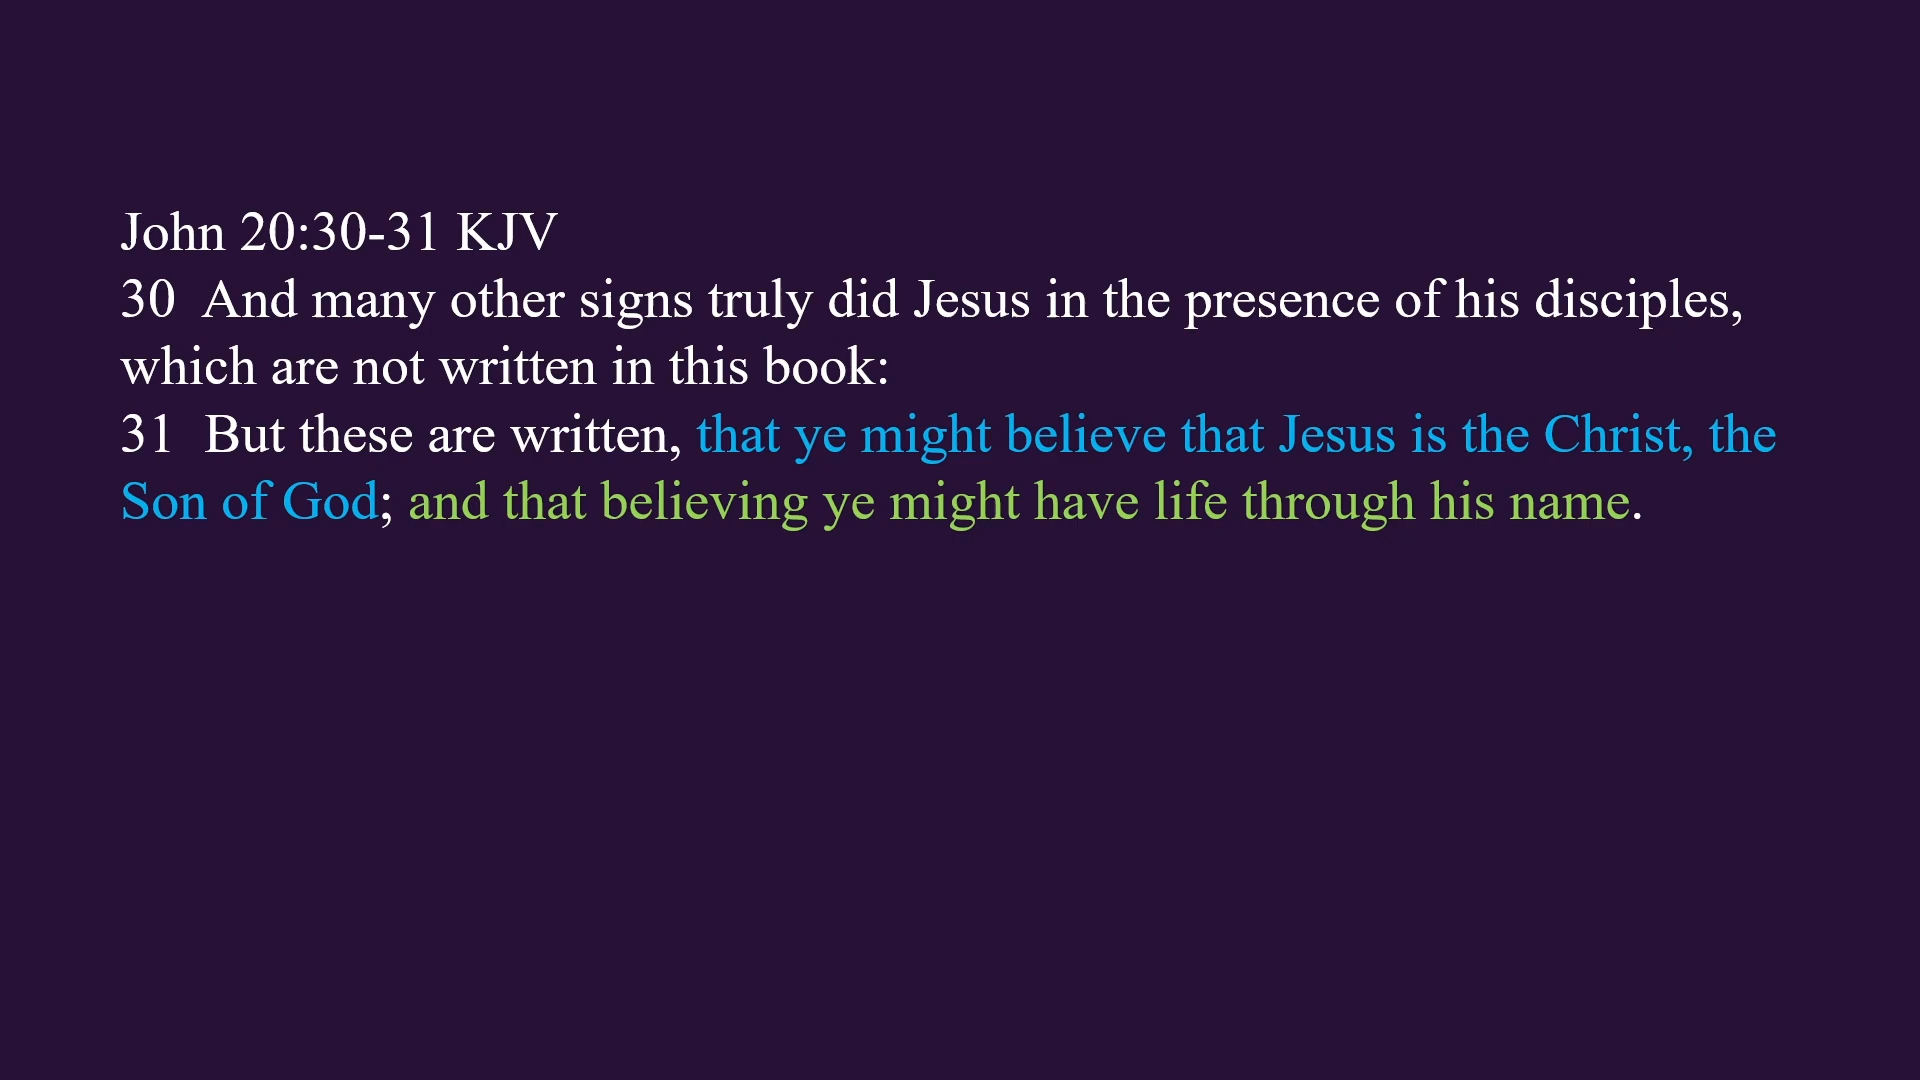 John 20:30-31 KJV
30  And many other signs truly did Jesus in the presence of his disciples,
which are not written in this book:
31  But these are written, that ye might believe that Jesus is the Christ, the
Son of God; and that believing ye might have life through his name.